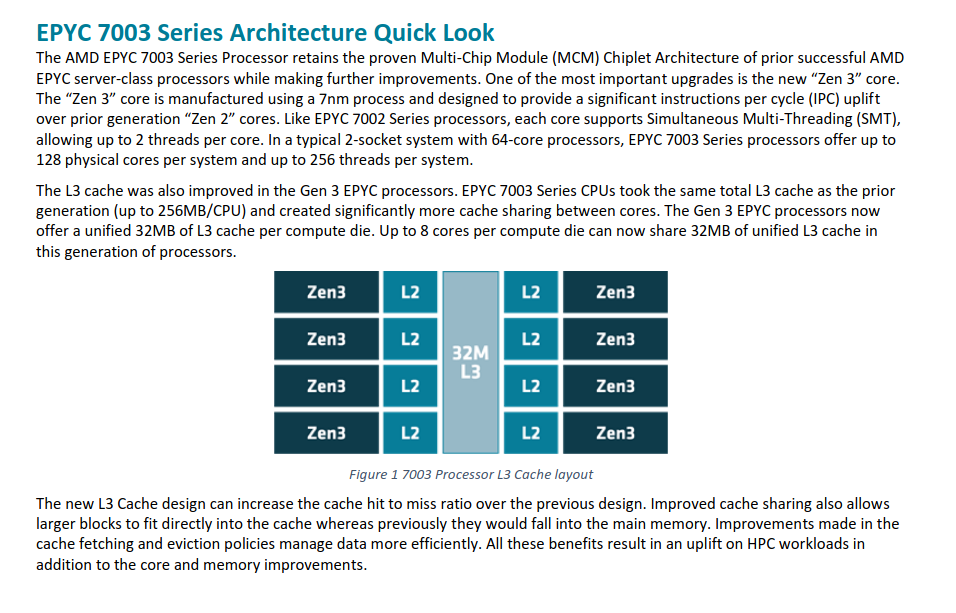 EPYC 7003 Series Architecture Quick Look
The AMD EPYC 7003 Series Processor retains the proven Multi-Chip Module (MCM) Chiplet Architecture of prior successful AMD
EPYC server-class processors while making further improvements. One of the most important upgrades is the new “Zen 3” core.
The “Zen 3” core is manufactured using a 7nm process and designed to provide a significant instructions per cycle (IPC) uplift
over prior generation “Zen 2” cores. Like EPYC 7002 Series processors, each core supports Simultaneous Multi-Threading (SMT),
allowing up to 2 threads per core. In a typical 2-socket system with 64-core processors, EPYC 7003 Series processors offer up to
128 physical cores per system and up to 256 threads per system.
The L3 cache was also improved in the Gen 3 EPYC processors. EPYC 7003 Series CPUs took the same total L3 cache as the prior
generation (up to 256MB/CPU) and created significantly more cache sharing between cores. The Gen 3 EPYC processors now
offer a unified 32MB of L3 cache per compute die. Up to 8 cores per compute die can now share 32MB of unified L3 cache in
this generation of processors.
Zen3 L2 L2 Zen3
Zen3 L2 L2 Zen3
32M
L3
Zen3 L2 L2 Zen3
Zen3 L2 L2 Zen3
Figure 1 7003 Processor L3 Cache layout
The new L3 Cache design can increase the cache hit to miss ratio over the previous design. Improved cache sharing also allows
larger blocks to fit directly into the cache whereas previously they would fall into the main memory. Improvements made in the
cache fetching and eviction policies manage data more efficiently. All these benefits result in an uplift on HPC workloads in
addition to the core and memory improvements.